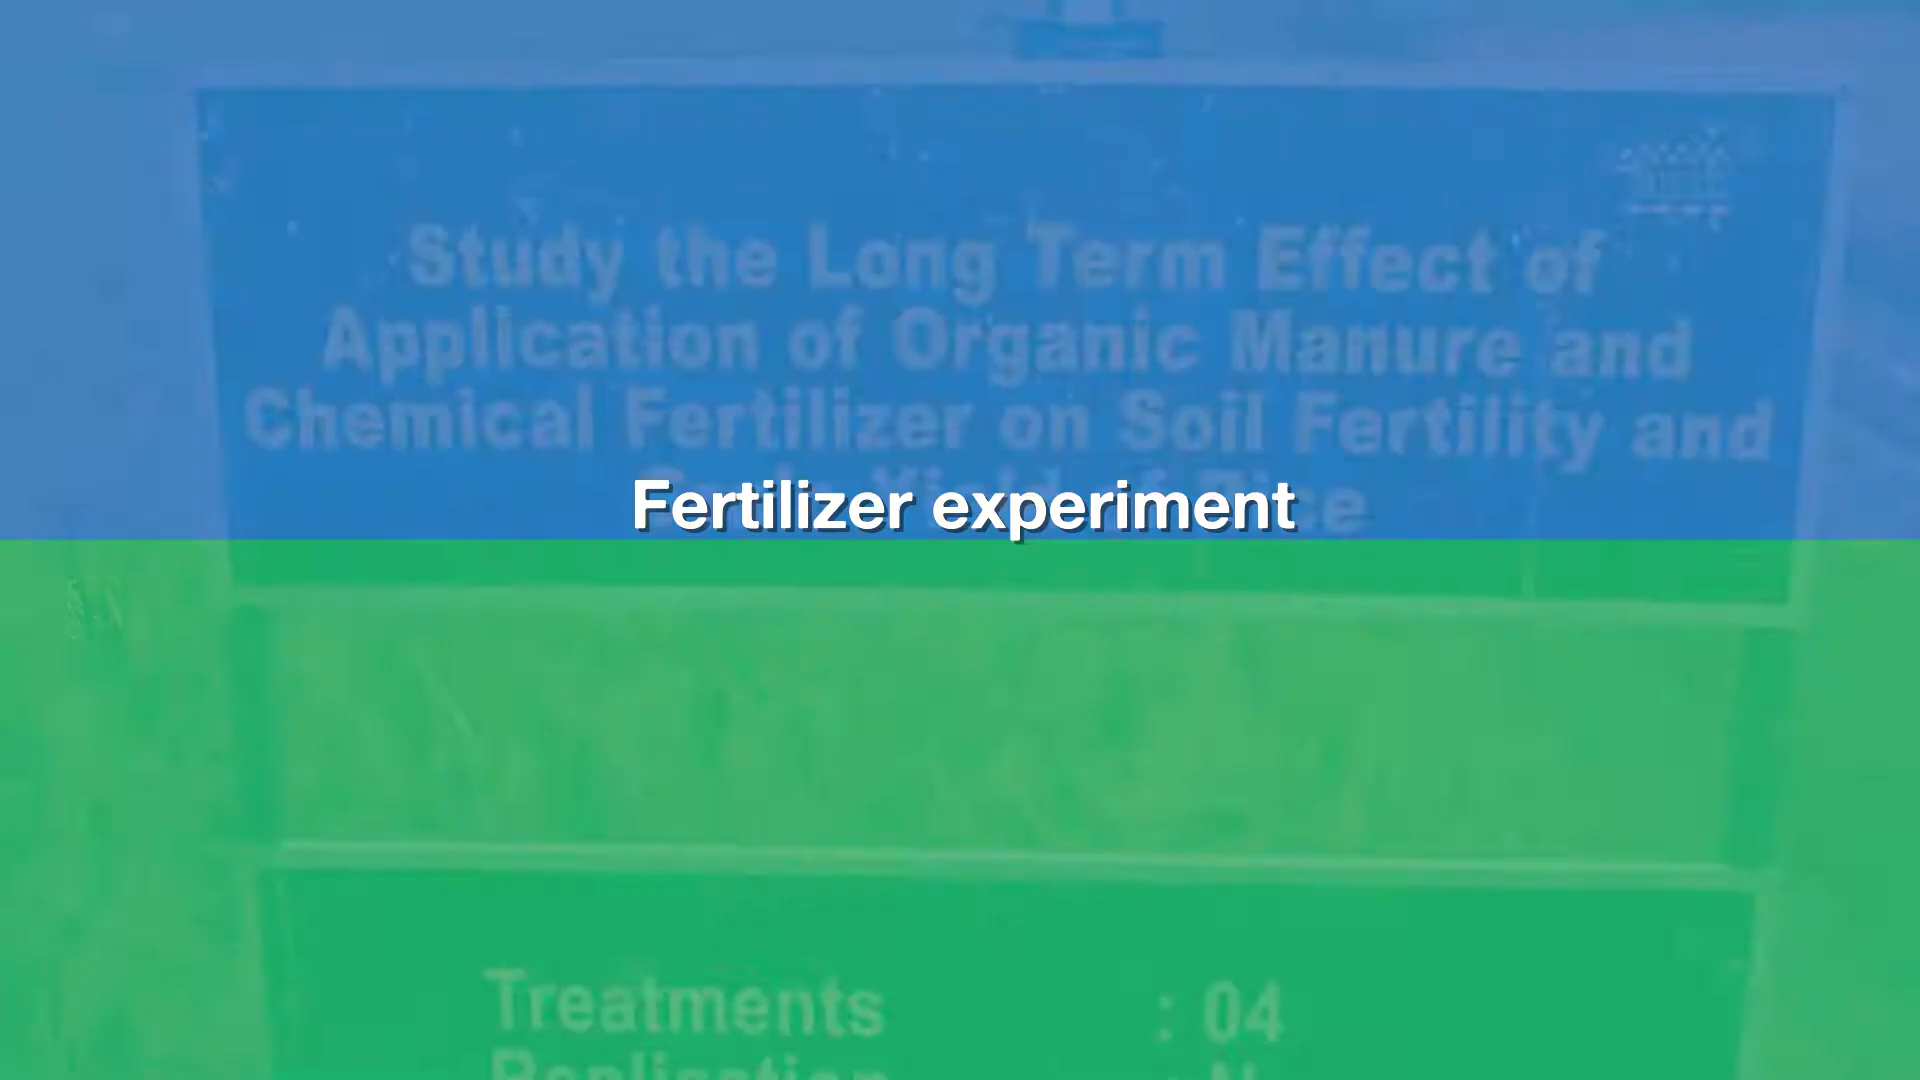 Study the Long Term Effect of
Application of Organic Manure and
Chemical Fertilizer on Soil Fertility and
Fertilizer experiment
Treatments : 04